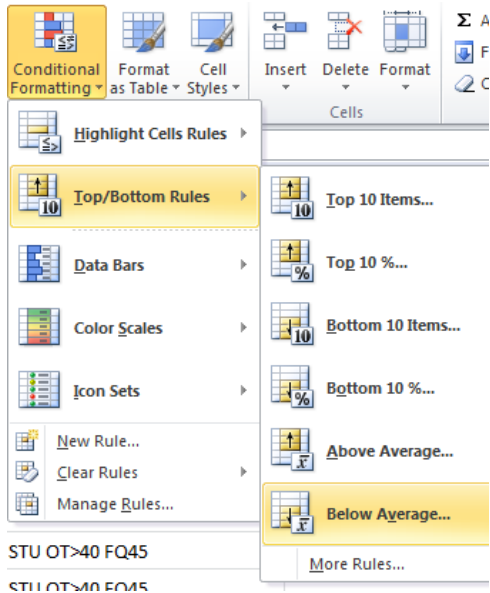 Conditional Formatting
Format as Table
Cell Styles
Insert
Delete
Format
Σ A
F
Cells
Highlight Cells Rules
Top/Bottom Rules
Data Bars
Color Scales
Icon Sets
New Rule...
Clear Rules
Manage Rules...
Top 10 Items...
Top 10 %...
Bottom 10 Items...
Bottom 10 %...
Above Average...
Below Average...
More Rules...
STU OT>40 FQ45
STU OT>40 FQ45